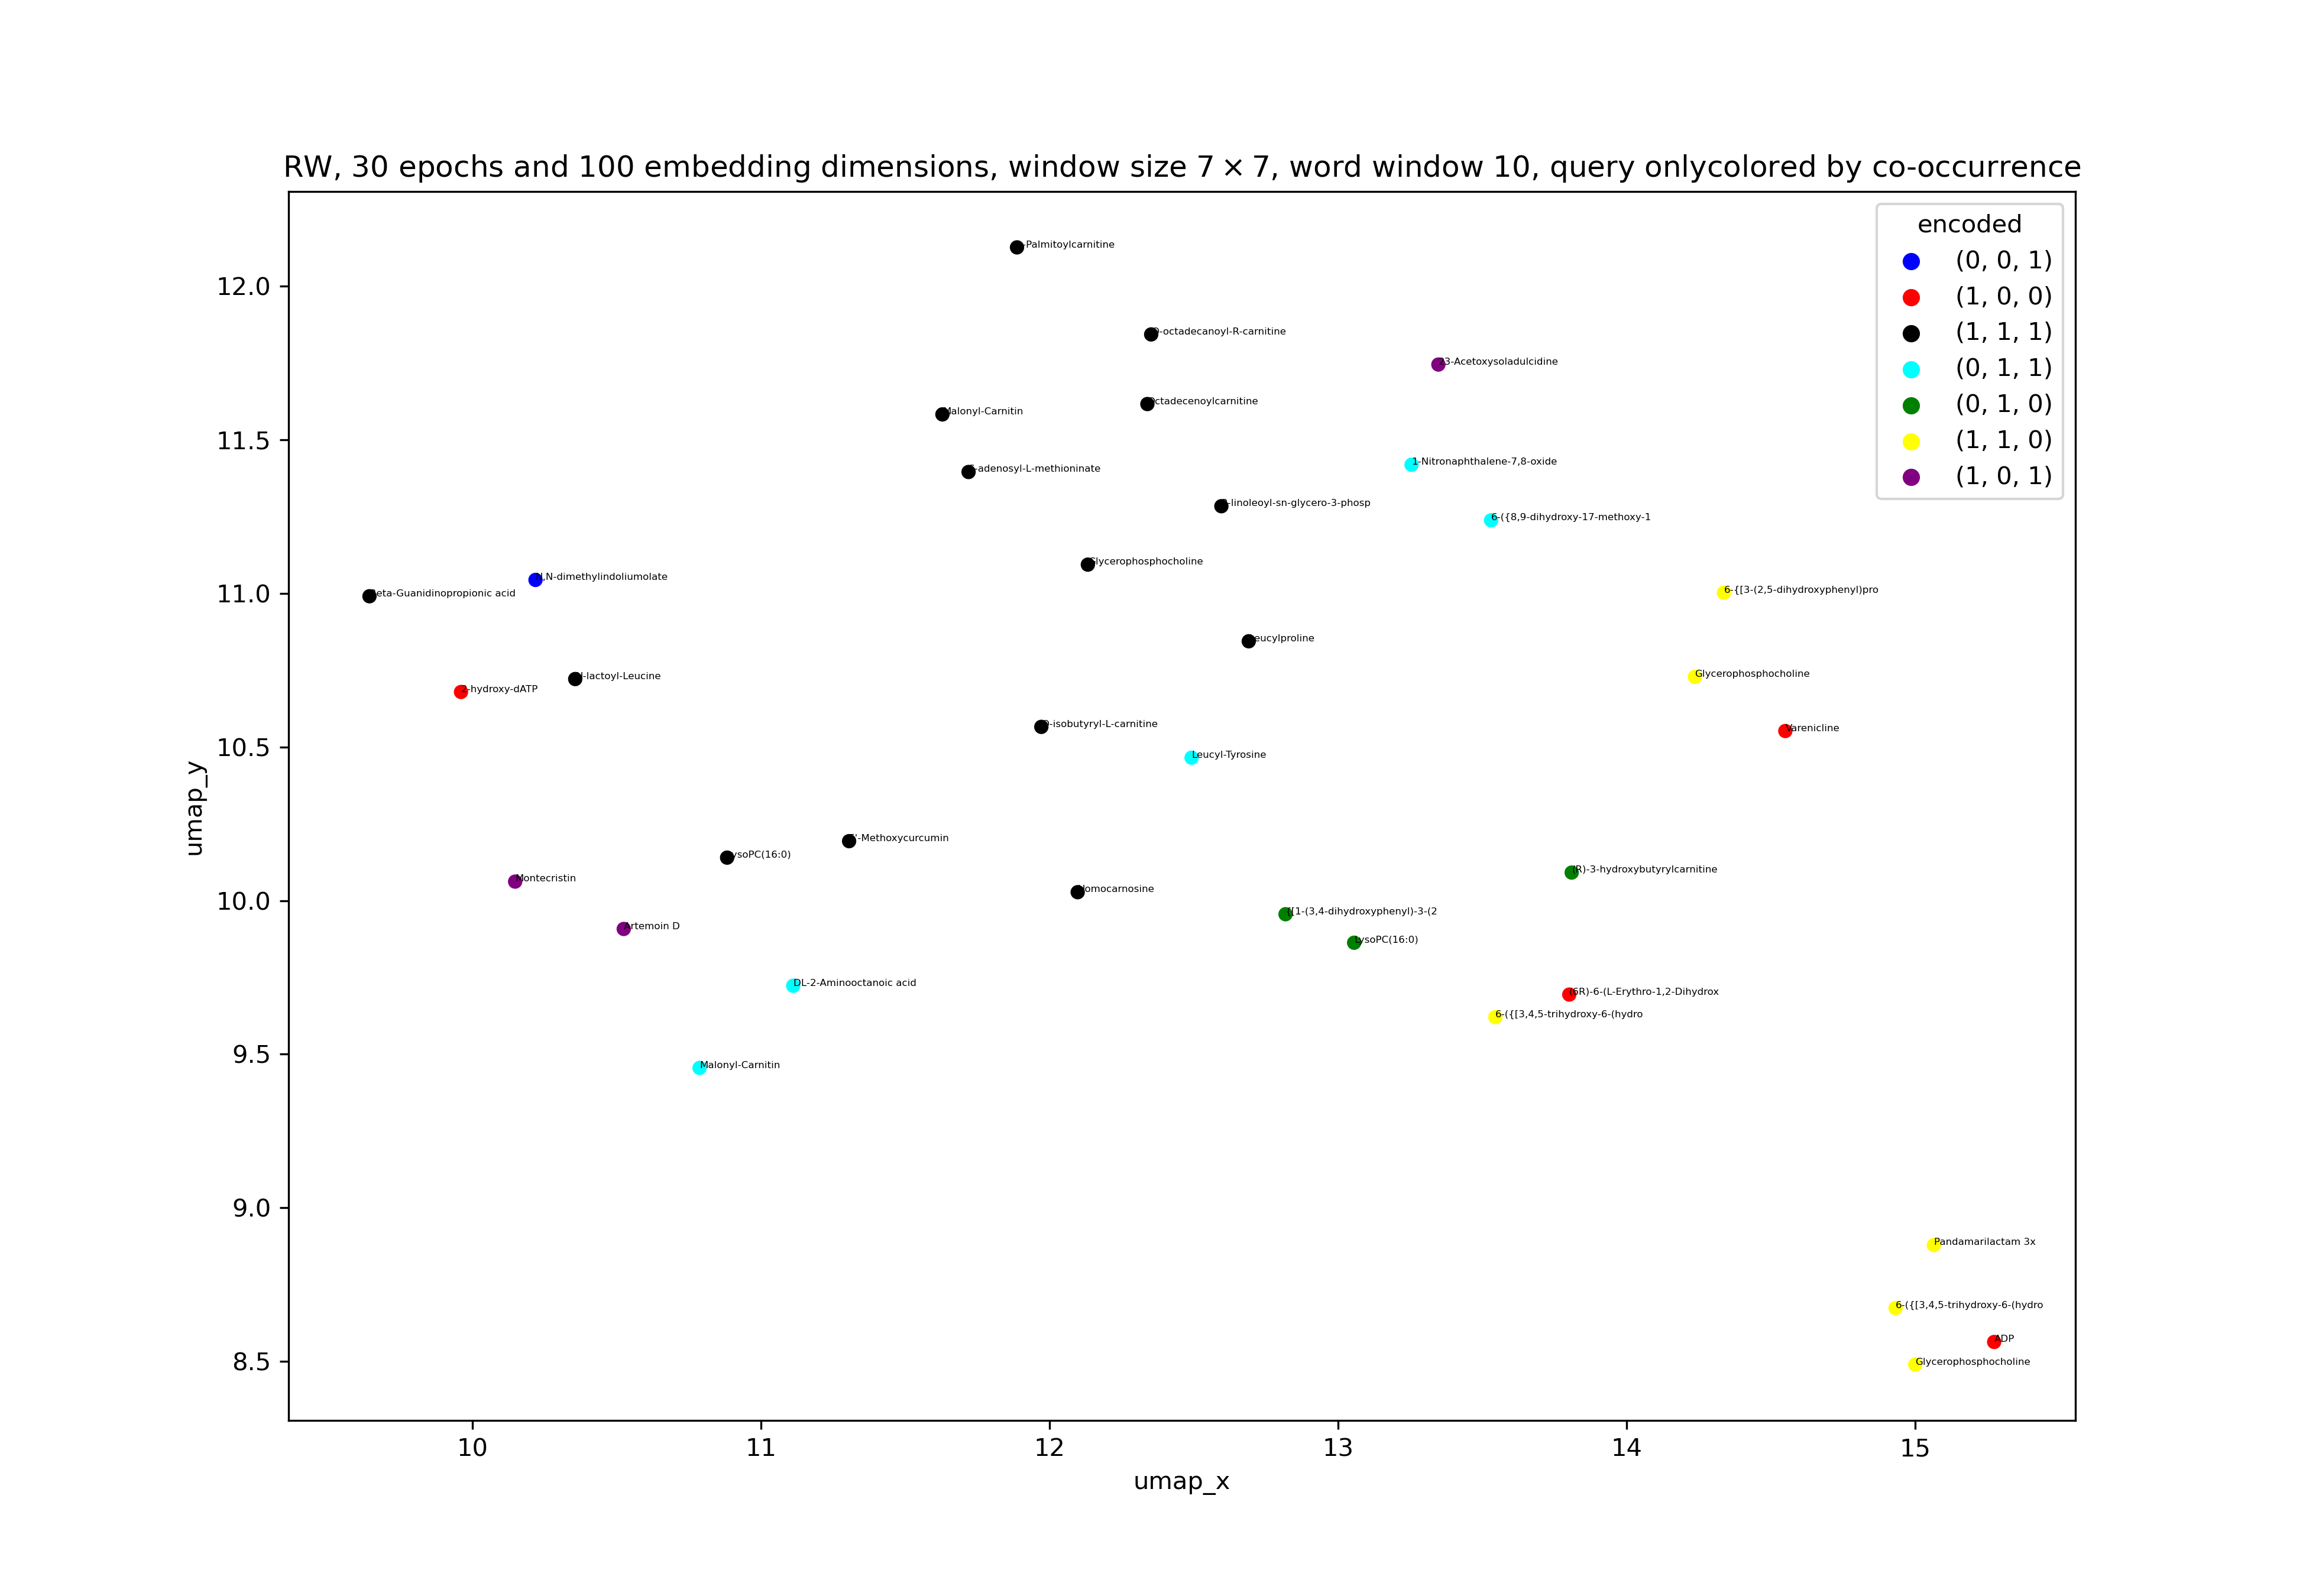 RW, 30 epochs and 100 embedding dimensions, window size 7 × 7, word window 10, query onlycolored by co-occurrence
encoded
(0, 0, 1)
(1, 0, 0)
(1, 1, 1)
(0, 1, 1)
(0, 1, 0)
(1, 1, 0)
(1, 0, 1)
-Palmitoylcarnitine
O-octadecanoyl-R-carnitine
23-Acetoxysoladulcidine
Octadecenoylcarnitine
Malonyl-Carnitin
1-Nitronaphthalene-7,8-oxide
S-adenosyl-L-methioninate
-linoleoyl-sn-glycero-3-phosp
6-({8,9-dihydroxy-17-methoxy-1
Glycerophosphocholine
N,N-dimethylindoliumolate
Beta-Guanidinopropionic acid
6-{[3-(2,5-dihydroxyphenyl)pro
Leucylproline
N-lactoyl-Leucine
Glycerophosphocholine
2-hydroxy-dATP
O-isobutyryl-L-carnitine
Varenicline
Leucyl-Tyrosine
'-Methoxycurcumin
LysoPC(16:0)
(R)-3-hydroxybutyrylcarnitine
Montecristin
Homocarnosine
{[1-(3,4-dihydroxyphenyl)-3-(2
Artemoin D
LysoPC(16:0)
DL-2-Aminooctanoic acid
(6R)-6-(L-Erythro-1,2-Dihydrox
6-({[3,4,5-trihydroxy-6-(hydro
Malonyl-Carnitin
Pandamarilactam 3x
6-({[3,4,5-trihydroxy-6-(hydro
ADP
Glycerophosphocholine
12.0
11.5
11.0
10.5
10.0
9.5
9.0
8.5
umap_y
10 11 12 13 14 15
umap_x